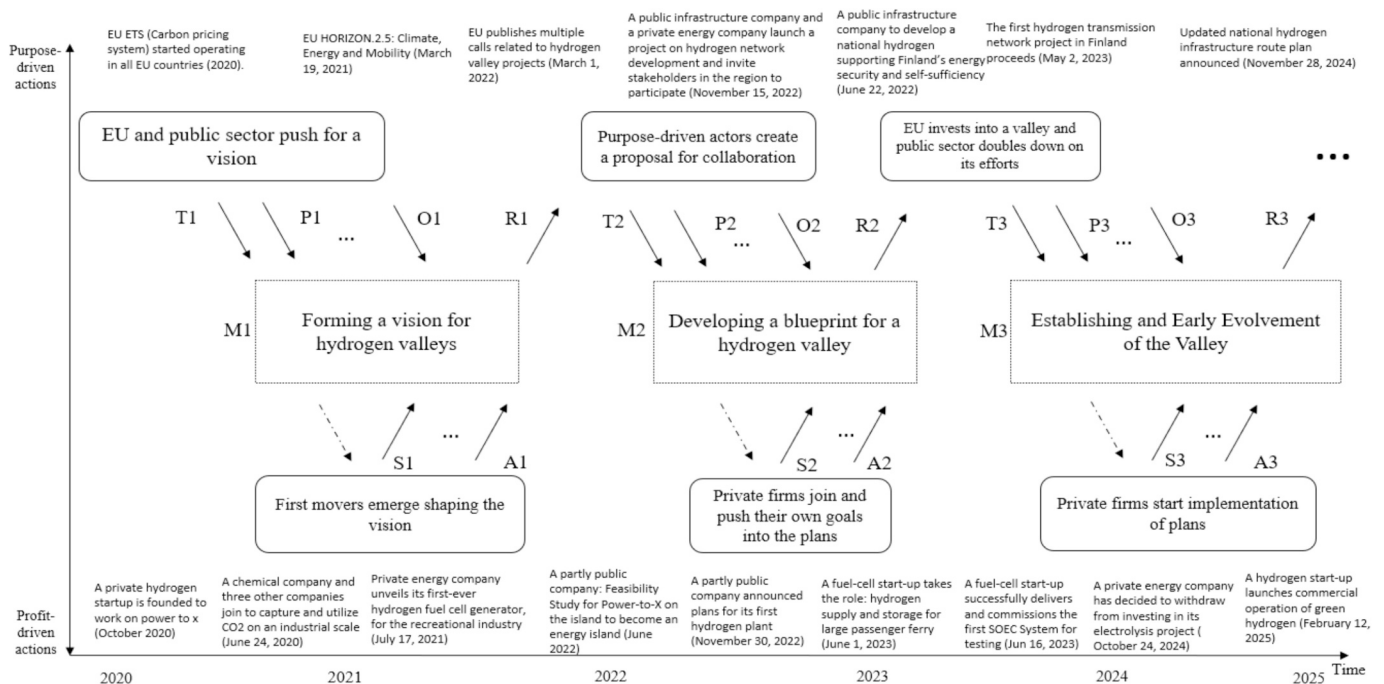 Purpose-
driven
actions
EU ETS (Carbon pricing
system) started operating
in all EU countries (2020).
EU HORIZON.2.5: Climate,
Energy and Mobility (March
19, 2021)
EU publishes multiple
calls related to hydrogen
valley projects (March 1,
2022)
A public infrastructure company and
a private energy company launch a
project on hydrogen network
development and invite
stakeholders in the region to
participate (November 15, 2022)
A public infrastructure
company to develop a
national hydrogen
supporting Finland's energy
security and self-sufficiency
(June 22, 2022)
The first hydrogen transmission
network project in Finland
proceeds (May 2, 2023)
Updated national hydrogen
infrastructure route plan
announced (November 28, 2024)
EU and public sector push for a
vision
Purpose-driven actors create
a proposal for collaboration
EU invests into a valley and
public sector doubles down on
its efforts
...
T1
P1
...
O1
R1
T2
P2
...
O2
R2
T3
P3
...
O3
R3
M1
Forming a vision for
hydrogen valleys
M2
Developing a blueprint for a
hydrogen valley
M3
Establishing and Early Evolvement
of the Valley
S1
...
A1
S2
...
A2
S3
...
A3
First movers emerge shaping the
vision
Private firms join and
push their own goals
into the plans
Private firms start implementation
of plans
Profit-
driven
actions
A private hydrogen
startup is founded to
work on power to x
(October 2020)
A chemical company and
three other companies
join to capture and utilize
CO2 on an industrial scale
(June 24, 2020)
Private energy company
unveils its first-ever
hydrogen fuel cell generator,
for the recreational industry
(July 17, 2021)
A partly public
company: Feasibility
Study for Power-to-X on
the island to become an
energy island (June
2022)
A partly public
company announced
plans for its first
hydrogen plant
(November 30, 2022)
A fuel-cell start-up takes
the role: hydrogen
supply and storage for
large passenger ferry
(June 1, 2023)
A fuel-cell start-up
successfully delivers
and commissions the
first SOEC System for
testing (Jun 16, 2023)
A private energy company
has decided to withdraw
from investing in its
electrolysis project (
October 24, 2024)
A hydrogen start-up
launches commercial
operation of green
hydrogen (February 12,
2025)
Time
2020
2021
2022
2023
2024
2025